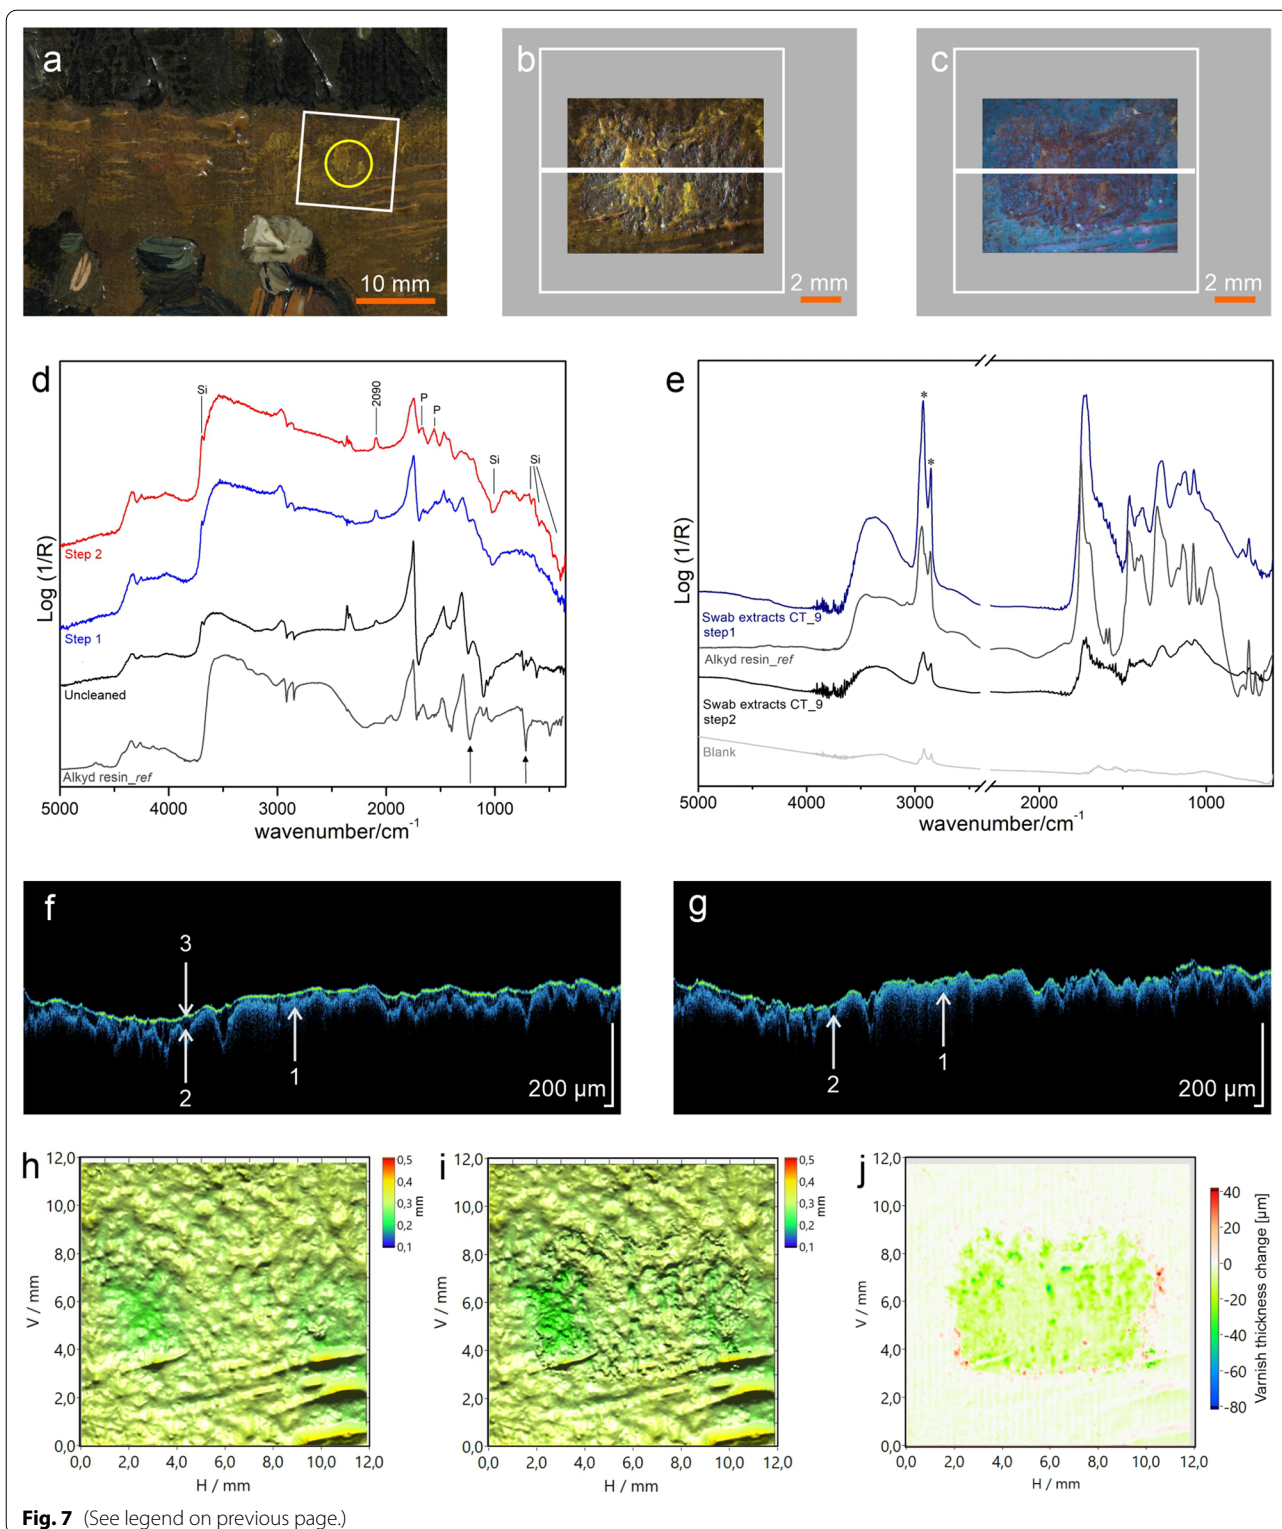 a
10 mm
b
2 mm
c
2 mm
d
Si
2090
P
P
Si
Si
Step 2
Step 1
Uncleaned
Alkyd resin_ref
Log (1/R)
5000 4000 3000 2000 1000
wavenumber/cm-1
e
*
*
Swab extracts CT_9
step1
Alkyd resin_ref
Swab extracts CT_9
step2
Blank
Log (1/R)
5000 4000 3000 2000 1000
wavenumber/cm-1
f
3
2
1
200 µm
g
2
1
200 µm
h
12,0
10,0
8,0
6,0
4,0
2,0
0,0
V / mm
0,0 2,0 4,0 6,0 8,0 10,0 12,0
H / mm
0,5
0,4
0,3
0,2
0,1
mm
i
12,0
10,0
8,0
6,0
4,0
2,0
0,0
V / mm
0,0 2,0 4,0 6,0 8,0 10,0 12,0
H / mm
0,5
0,4
0,3
0,2
0,1
mm
j
12,0
10,0
8,0
6,0
4,0
2,0
0,0
V / mm
0,0 2,0 4,0 6,0 8,0 10,0 12,0
H / mm
40
20
0
-20
-40
-60
-80
Varnish thickness change [µm]
Fig. 7 (See legend on previous page.)